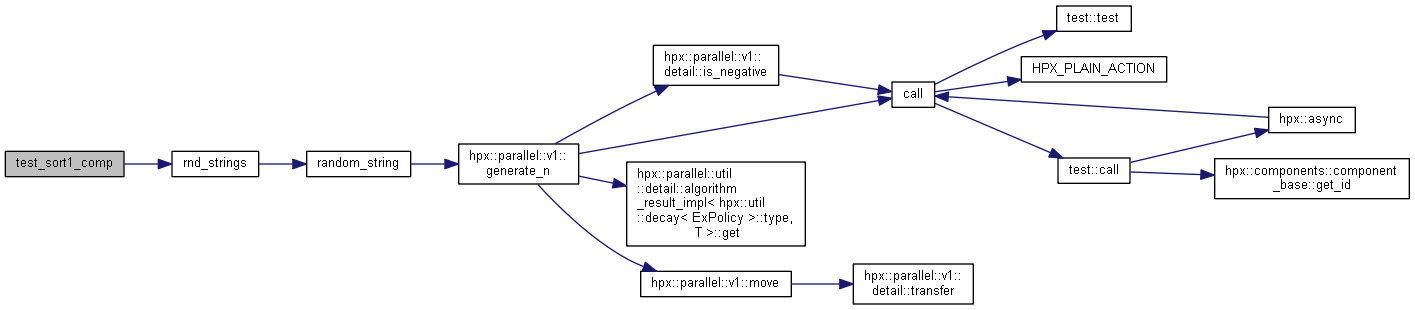 test_sort1_comp
rnd_strings
random_string
hpx::parallel::v1::
generate_n
hpx::parallel::v1::
detail::is_negative
hpx::parallel::util
::detail::algorithm
_result_impl< hpx::util
::decay< ExPolicy >::type,
T >::get
hpx::parallel::v1::move
call
hpx::parallel::v1::
detail::transfer
test::test
HPX_PLAIN_ACTION
test::call
hpx::async
hpx::components::component
_base::get_id